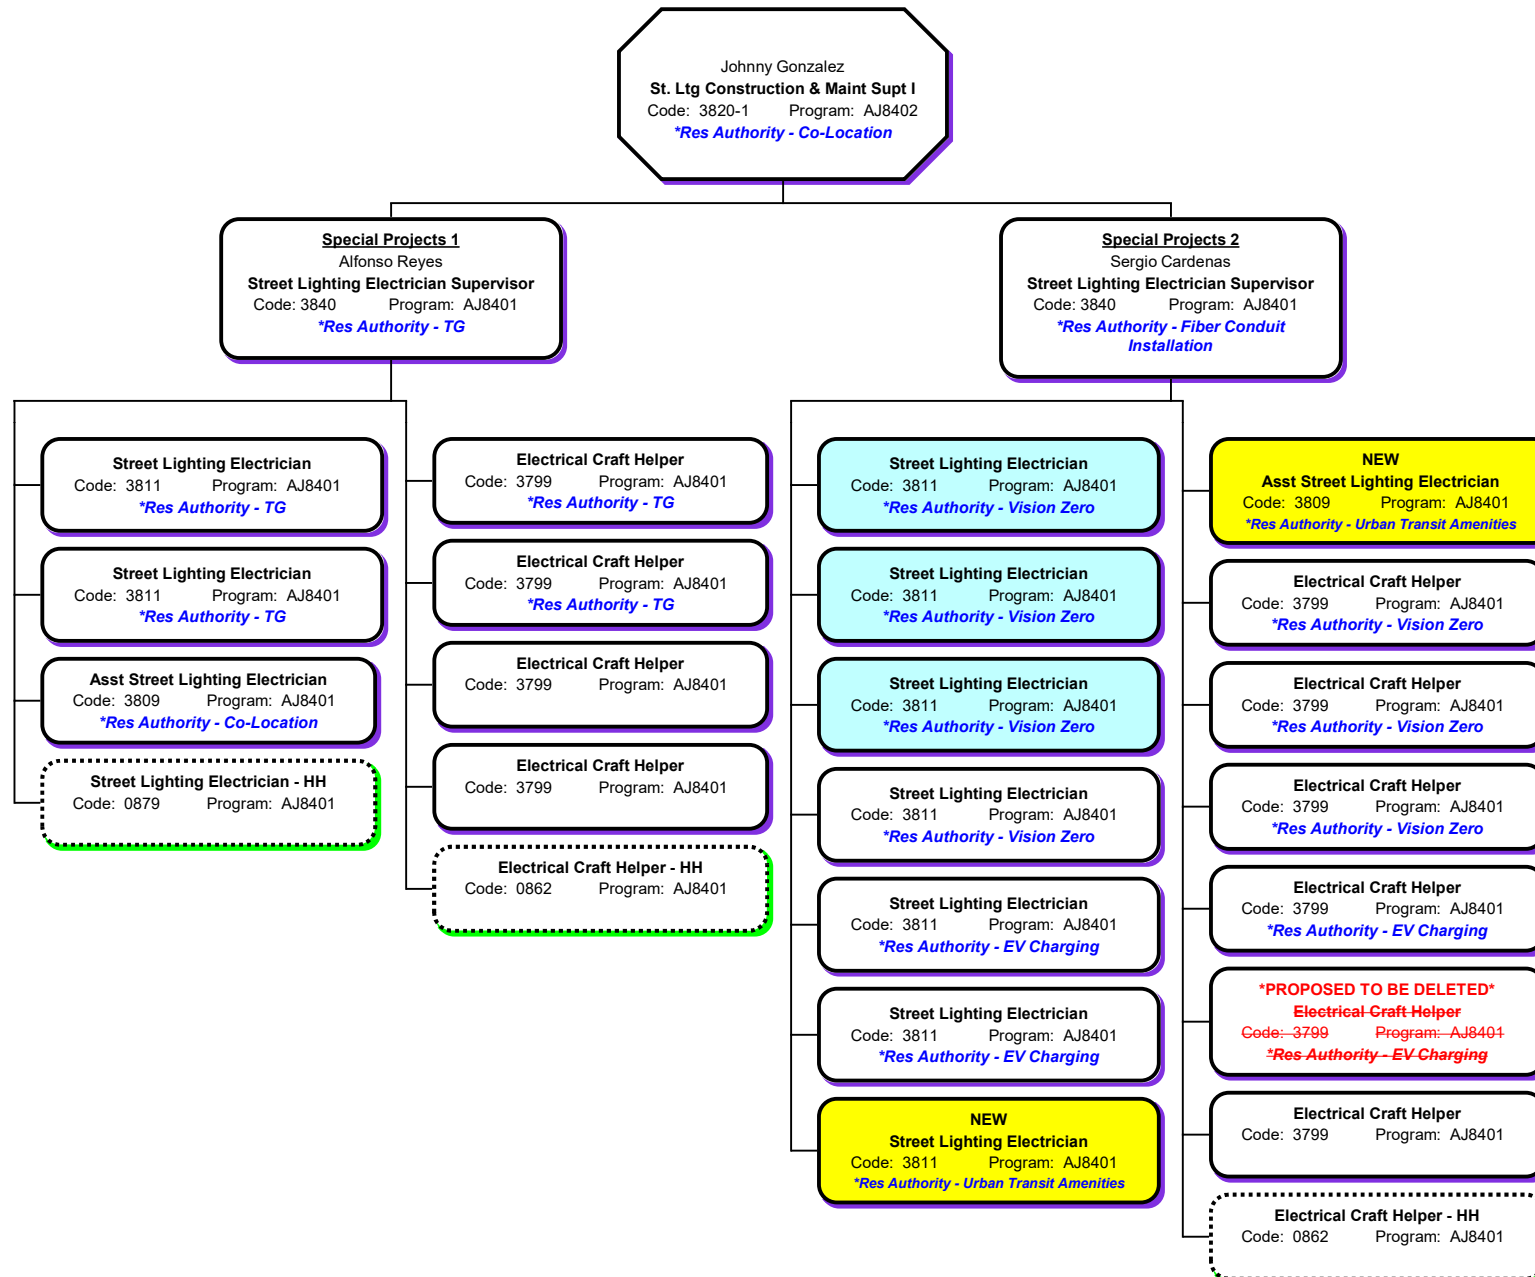 Johnny Gonzalez
St. Ltg Construction & Maint Supt I
Code: 3820-1 Program: AJ8402
*Res Authority - Co-Location
Special Projects 1
Alfonso Reyes
Street Lighting Electrician Supervisor
Code: 3840 Program: AJ8401
*Res Authority - TG
Special Projects 2
Sergio Cardenas
Street Lighting Electrician Supervisor
Code: 3840 Program: AJ8401
*Res Authority - Fiber Conduit
Installation
Street Lighting Electrician
Code: 3811 Program: AJ8401
*Res Authority - TG
Street Lighting Electrician
Code: 3811 Program: AJ8401
*Res Authority - TG
Asst Street Lighting Electrician
Code: 3809 Program: AJ8401
*Res Authority - Co-Location
Street Lighting Electrician - HH
Code: 0879 Program: AJ8401
Electrical Craft Helper
Code: 3799 Program: AJ8401
*Res Authority - TG
Electrical Craft Helper
Code: 3799 Program: AJ8401
*Res Authority - TG
Electrical Craft Helper
Code: 3799 Program: AJ8401
Electrical Craft Helper
Code: 3799 Program: AJ8401
Electrical Craft Helper - HH
Code: 0862 Program: AJ8401
Street Lighting Electrician
Code: 3811 Program: AJ8401
*Res Authority - Vision Zero
Street Lighting Electrician
Code: 3811 Program: AJ8401
*Res Authority - Vision Zero
Street Lighting Electrician
Code: 3811 Program: AJ8401
*Res Authority - Vision Zero
Street Lighting Electrician
Code: 3811 Program: AJ8401
*Res Authority - Vision Zero
Street Lighting Electrician
Code: 3811 Program: AJ8401
*Res Authority - EV Charging
Street Lighting Electrician
Code: 3811 Program: AJ8401
*Res Authority - EV Charging
NEW
Street Lighting Electrician
Code: 3811 Program: AJ8401
*Res Authority - Urban Transit Amenities
NEW
Asst Street Lighting Electrician
Code: 3809 Program: AJ8401
*Res Authority - Urban Transit Amenities
Electrical Craft Helper
Code: 3799 Program: AJ8401
*Res Authority - Vision Zero
Electrical Craft Helper
Code: 3799 Program: AJ8401
*Res Authority - Vision Zero
Electrical Craft Helper
Code: 3799 Program: AJ8401
*Res Authority - Vision Zero
Electrical Craft Helper
Code: 3799 Program: AJ8401
*Res Authority - EV Charging
*PROPOSED TO BE DELETED*
Electrical Craft Helper
Code: 3799 Program: AJ8401
*Res Authority - EV Charging
Electrical Craft Helper
Code: 3799 Program: AJ8401
Electrical Craft Helper - HH
Code: 0862 Program: AJ8401